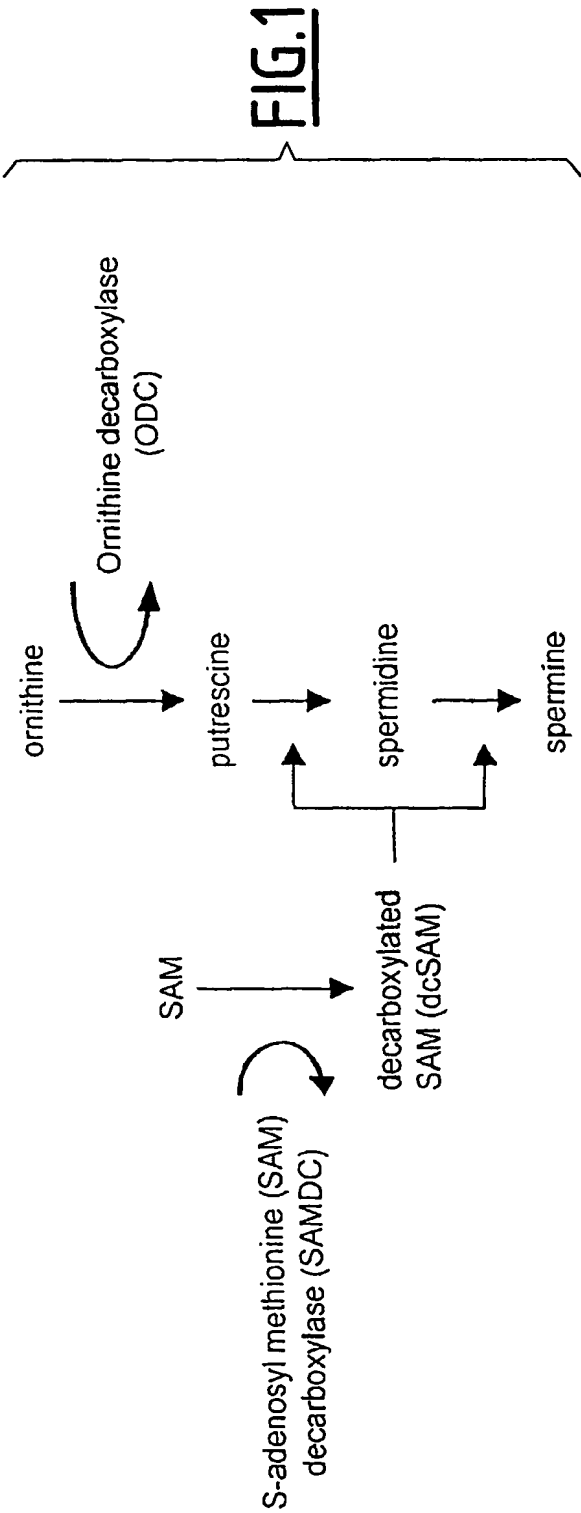 ornithine
Ornithine decarboxylase
(ODC)
SAM
putrescine
S-adenosyl methionine (SAM)
decarboxylase (SAMDC)
decarboxylated
SAM (dcSAM)
spermidine
spermine
FIG.1